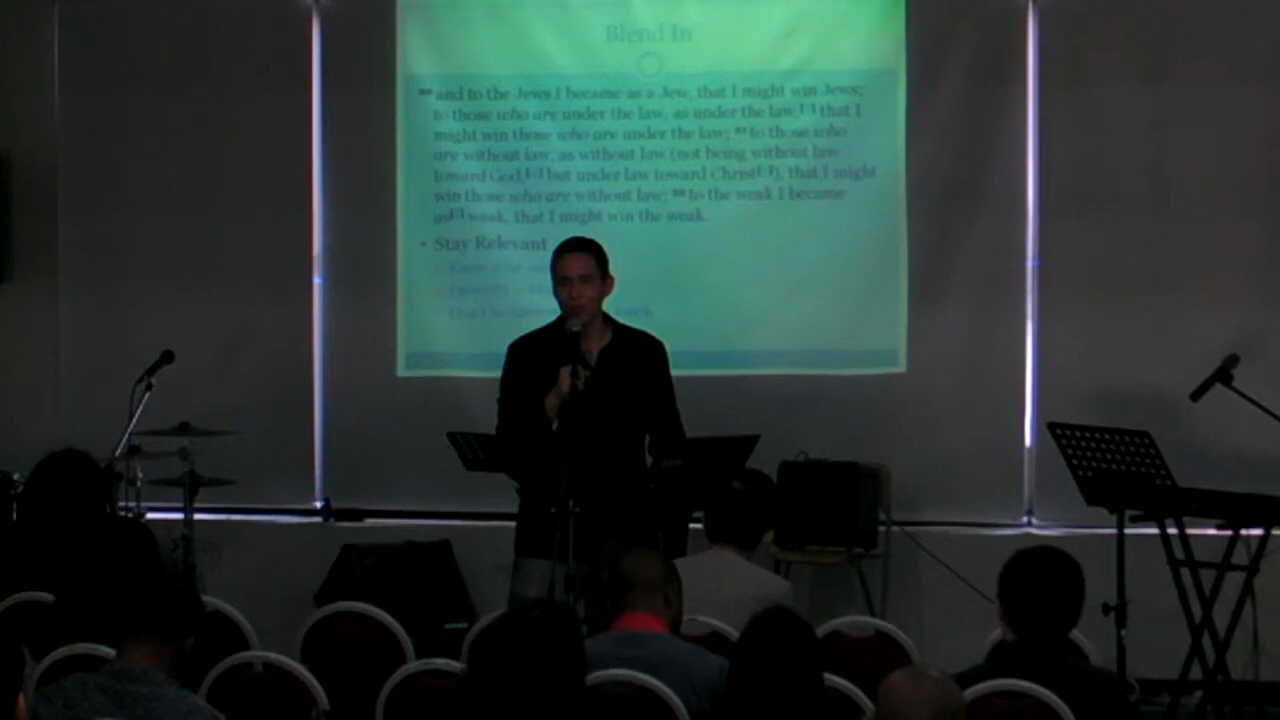 Blend In
and to the Jews I became as a Jew, that I might win Jews;
to those who are under the law, as under the law, that I
might win those who are under the law; to those who
are without law, as without law (not being without law
toward God, but under law toward Christ), that I might
win those who are without law; to the weak I became
as weak, that I might win the weak.
• Stay Relevant